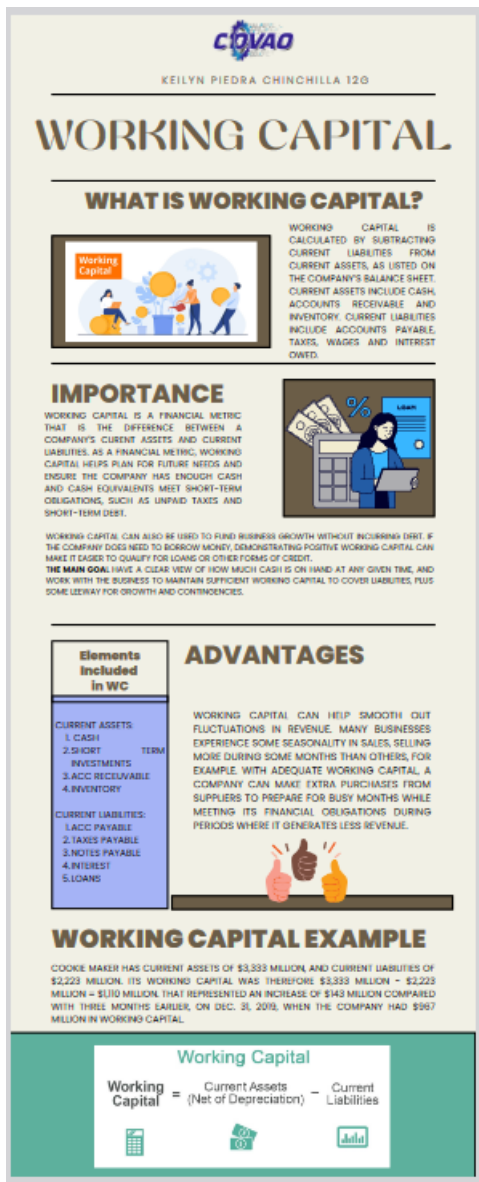 COVAO
KEILYN PIEDRA CHINCHILLA 12G
WORKING CAPITAL
WHAT IS WORKING CAPITAL?
Working
Capital
WORKING CAPITAL IS
CALCULATED BY SUBTRACTING
CURRENT LIABILITIES FROM
CURRENT ASSETS, AS LISTED ON
THE COMPANY'S BALANCE SHEET.
CURRENT ASSETS INCLUDE CASH,
ACCOUNTS RECEIVABLE AND
INVENTORY. CURRENT LIABILITIES
INCLUDE ACCOUNTS PAYABLE,
TAXES, WAGES AND INTEREST
OWED.
IMPORTANCE
WORKING CAPITAL IS A FINANCIAL METRIC
THAT IS THE DIFFERENCE BETWEEN A
COMPANY'S CURENT ASSETS AND CURRENT
LIABILITIES. AS A FINANCIAL METRIC, WORKING
CAPITAL HELPS PLAN FOR FUTURE NEEDS AND
ENSURE THE COMPANY HAS ENOUGH CASH
AND CASH EQUIVALENTS MEET SHORT-TERM
OBLIGATIONS, SUCH AS UNPAID TAXES AND
SHORT-TERM DEBT.
%
LOAN
WORKING CAPITAL CAN ALSO BE USED TO FUND BUSINESS GROWTH WITHOUT INCURRING DEBT. IF
THE COMPANY DOES NEED TO BORROW MONEY, DEMONSTRATING POSITIVE WORKING CAPITAL CAN
MAKE IT EASIER TO QUALIFY FOR LOANS OR OTHER FORMS OF CREDIT.
THE MAIN GOAL HAVE A CLEAR VIEW OF HOW MUCH CASH IS ON HAND AT ANY GIVEN TIME, AND
WORK WITH THE BUSINESS TO MAINTAIN SUFFICIENT WORKING CAPITAL TO COVER LIABILITIES, PLUS
SOME LEEWAY FOR GROWTH AND CONTINGENCIES.
Elements
Included
in WC
CURRENT ASSETS:
1. CASH
2. SHORT TERM
INVESTMENTS
3. ACC RECEUVABLE
4. INVENTORY
CURRENT LIABILITIES:
1. ACC PAYABLE
2. TAXES PAYABLE
3. NOTES PAYABLE
4. INTEREST
5. LOANS
ADVANTAGES
WORKING CAPITAL CAN HELP SMOOTH OUT
FLUCTUATIONS IN REVENUE. MANY BUSINESSES
EXPERIENCE SOME SEASONALITY IN SALES, SELLING
MORE DURING SOME MONTHS THAN OTHERS, FOR
EXAMPLE. WITH ADEQUATE WORKING CAPITAL, A
COMPANY CAN MAKE EXTRA PURCHASES FROM
SUPPLIERS TO PREPARE FOR BUSY MONTHS WHILE
MEETING ITS FINANCIAL OBLIGATIONS DURING
PERIODS WHERE IT GENERATES LESS REVENUE.
WORKING CAPITAL EXAMPLE
COOKIE MAKER HAS CURRENT ASSETS OF $3,333 MILLION, AND CURRENT LIABILITIES OF
$2,223 MILLION. ITS WORKING CAPITAL WAS THEREFORE $3,333 MILLION - $2,223
MILLION = $1,110 MILLION. THAT REPRESENTED AN INCREASE OF $143 MILLION COMPARED
WITH THREE MONTHS EARLIER, ON DEC. 31, 2019, WHEN THE COMPANY HAD $967
MILLION IN WORKING CAPITAL.
Working Capital
Working Capital = Current Assets (Net of Depreciation) - Current Liabilities